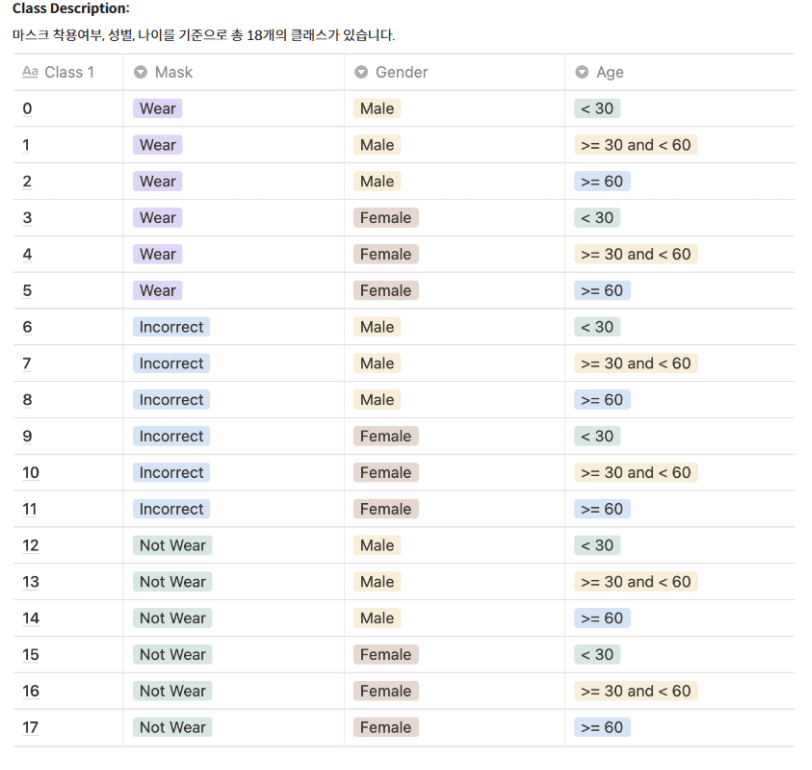 Class Description:
마스크 착용여부, 성별, 나이를 기준으로 총 18개의 클래스가 있습니다.
Aa Class 1 Mask Gender Age
0 Wear Male < 30
1 Wear Male >= 30 and < 60
2 Wear Male >= 60
3 Wear Female < 30
4 Wear Female >= 30 and < 60
5 Wear Female >= 60
6 Incorrect Male < 30
7 Incorrect Male >= 30 and < 60
8 Incorrect Male >= 60
9 Incorrect Female < 30
10 Incorrect Female >= 30 and < 60
11 Incorrect Female >= 60
12 Not Wear Male < 30
13 Not Wear Male >= 30 and < 60
14 Not Wear Male >= 60
15 Not Wear Female < 30
16 Not Wear Female >= 30 and < 60
17 Not Wear Female >= 60